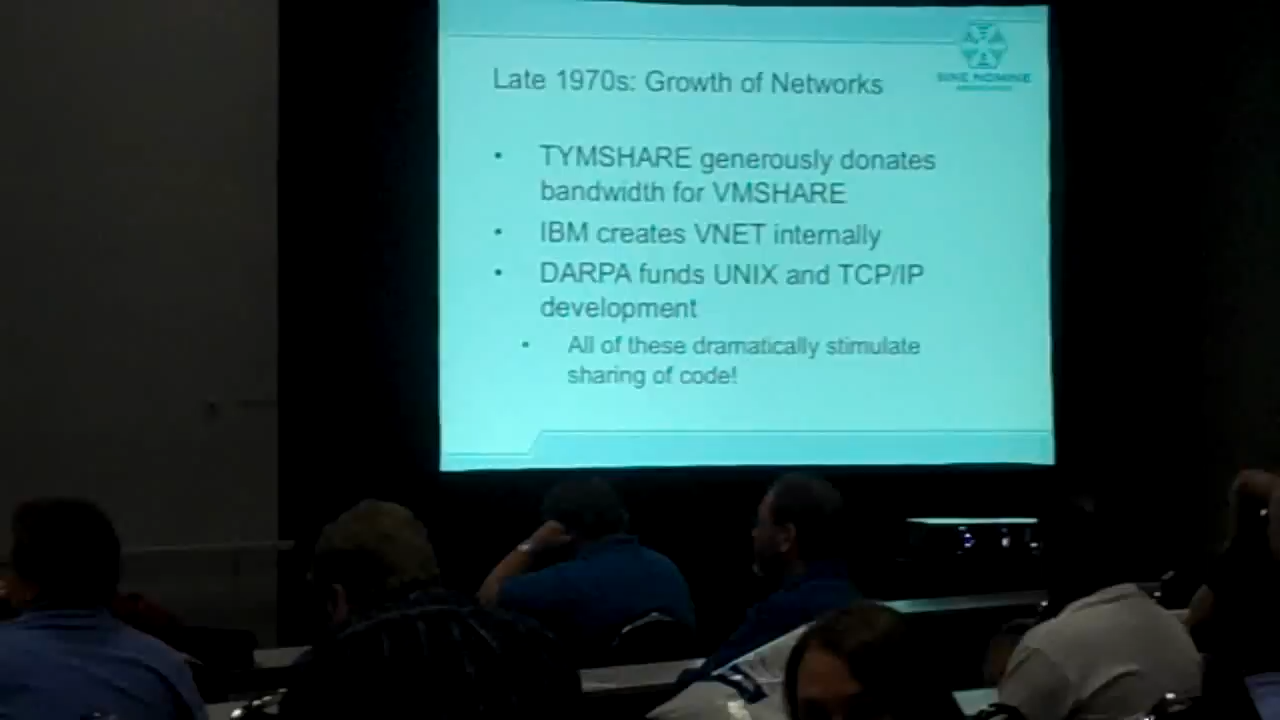 SINE NOMINE
Late 1970s: Growth of Networks
• TYMSHARE generously donates
bandwidth for VMSHARE
• IBM creates VNET internally
• DARPA funds UNIX and TCP/IP
development
• All of these dramatically stimulate
sharing of code!